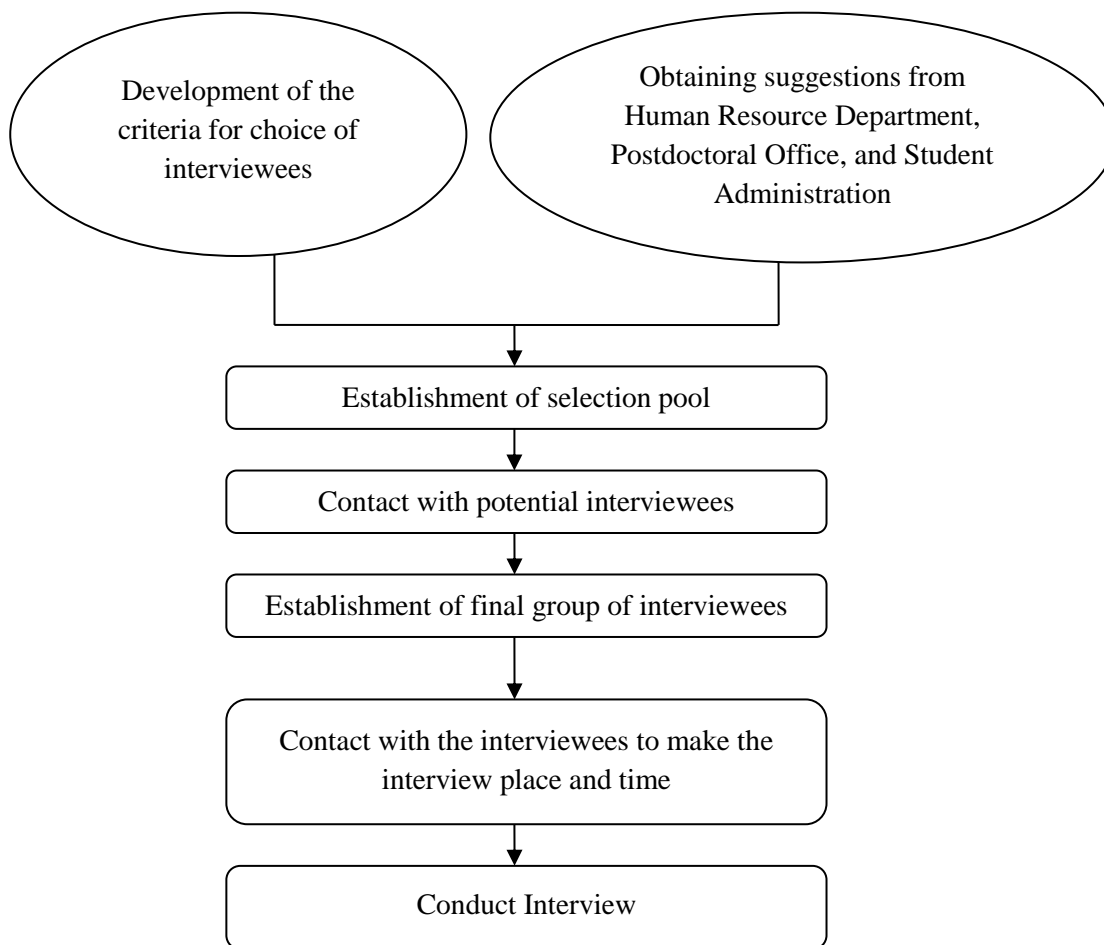 Development of the
criteria for choice of
interviewees
Obtaining suggestions from
Human Resource Department,
Postdoctoral Office, and Student
Administration
Establishment of selection pool
Contact with potential interviewees
Establishment of final group of interviewees
Contact with the interviewees to make the
interview place and time
Conduct Interview